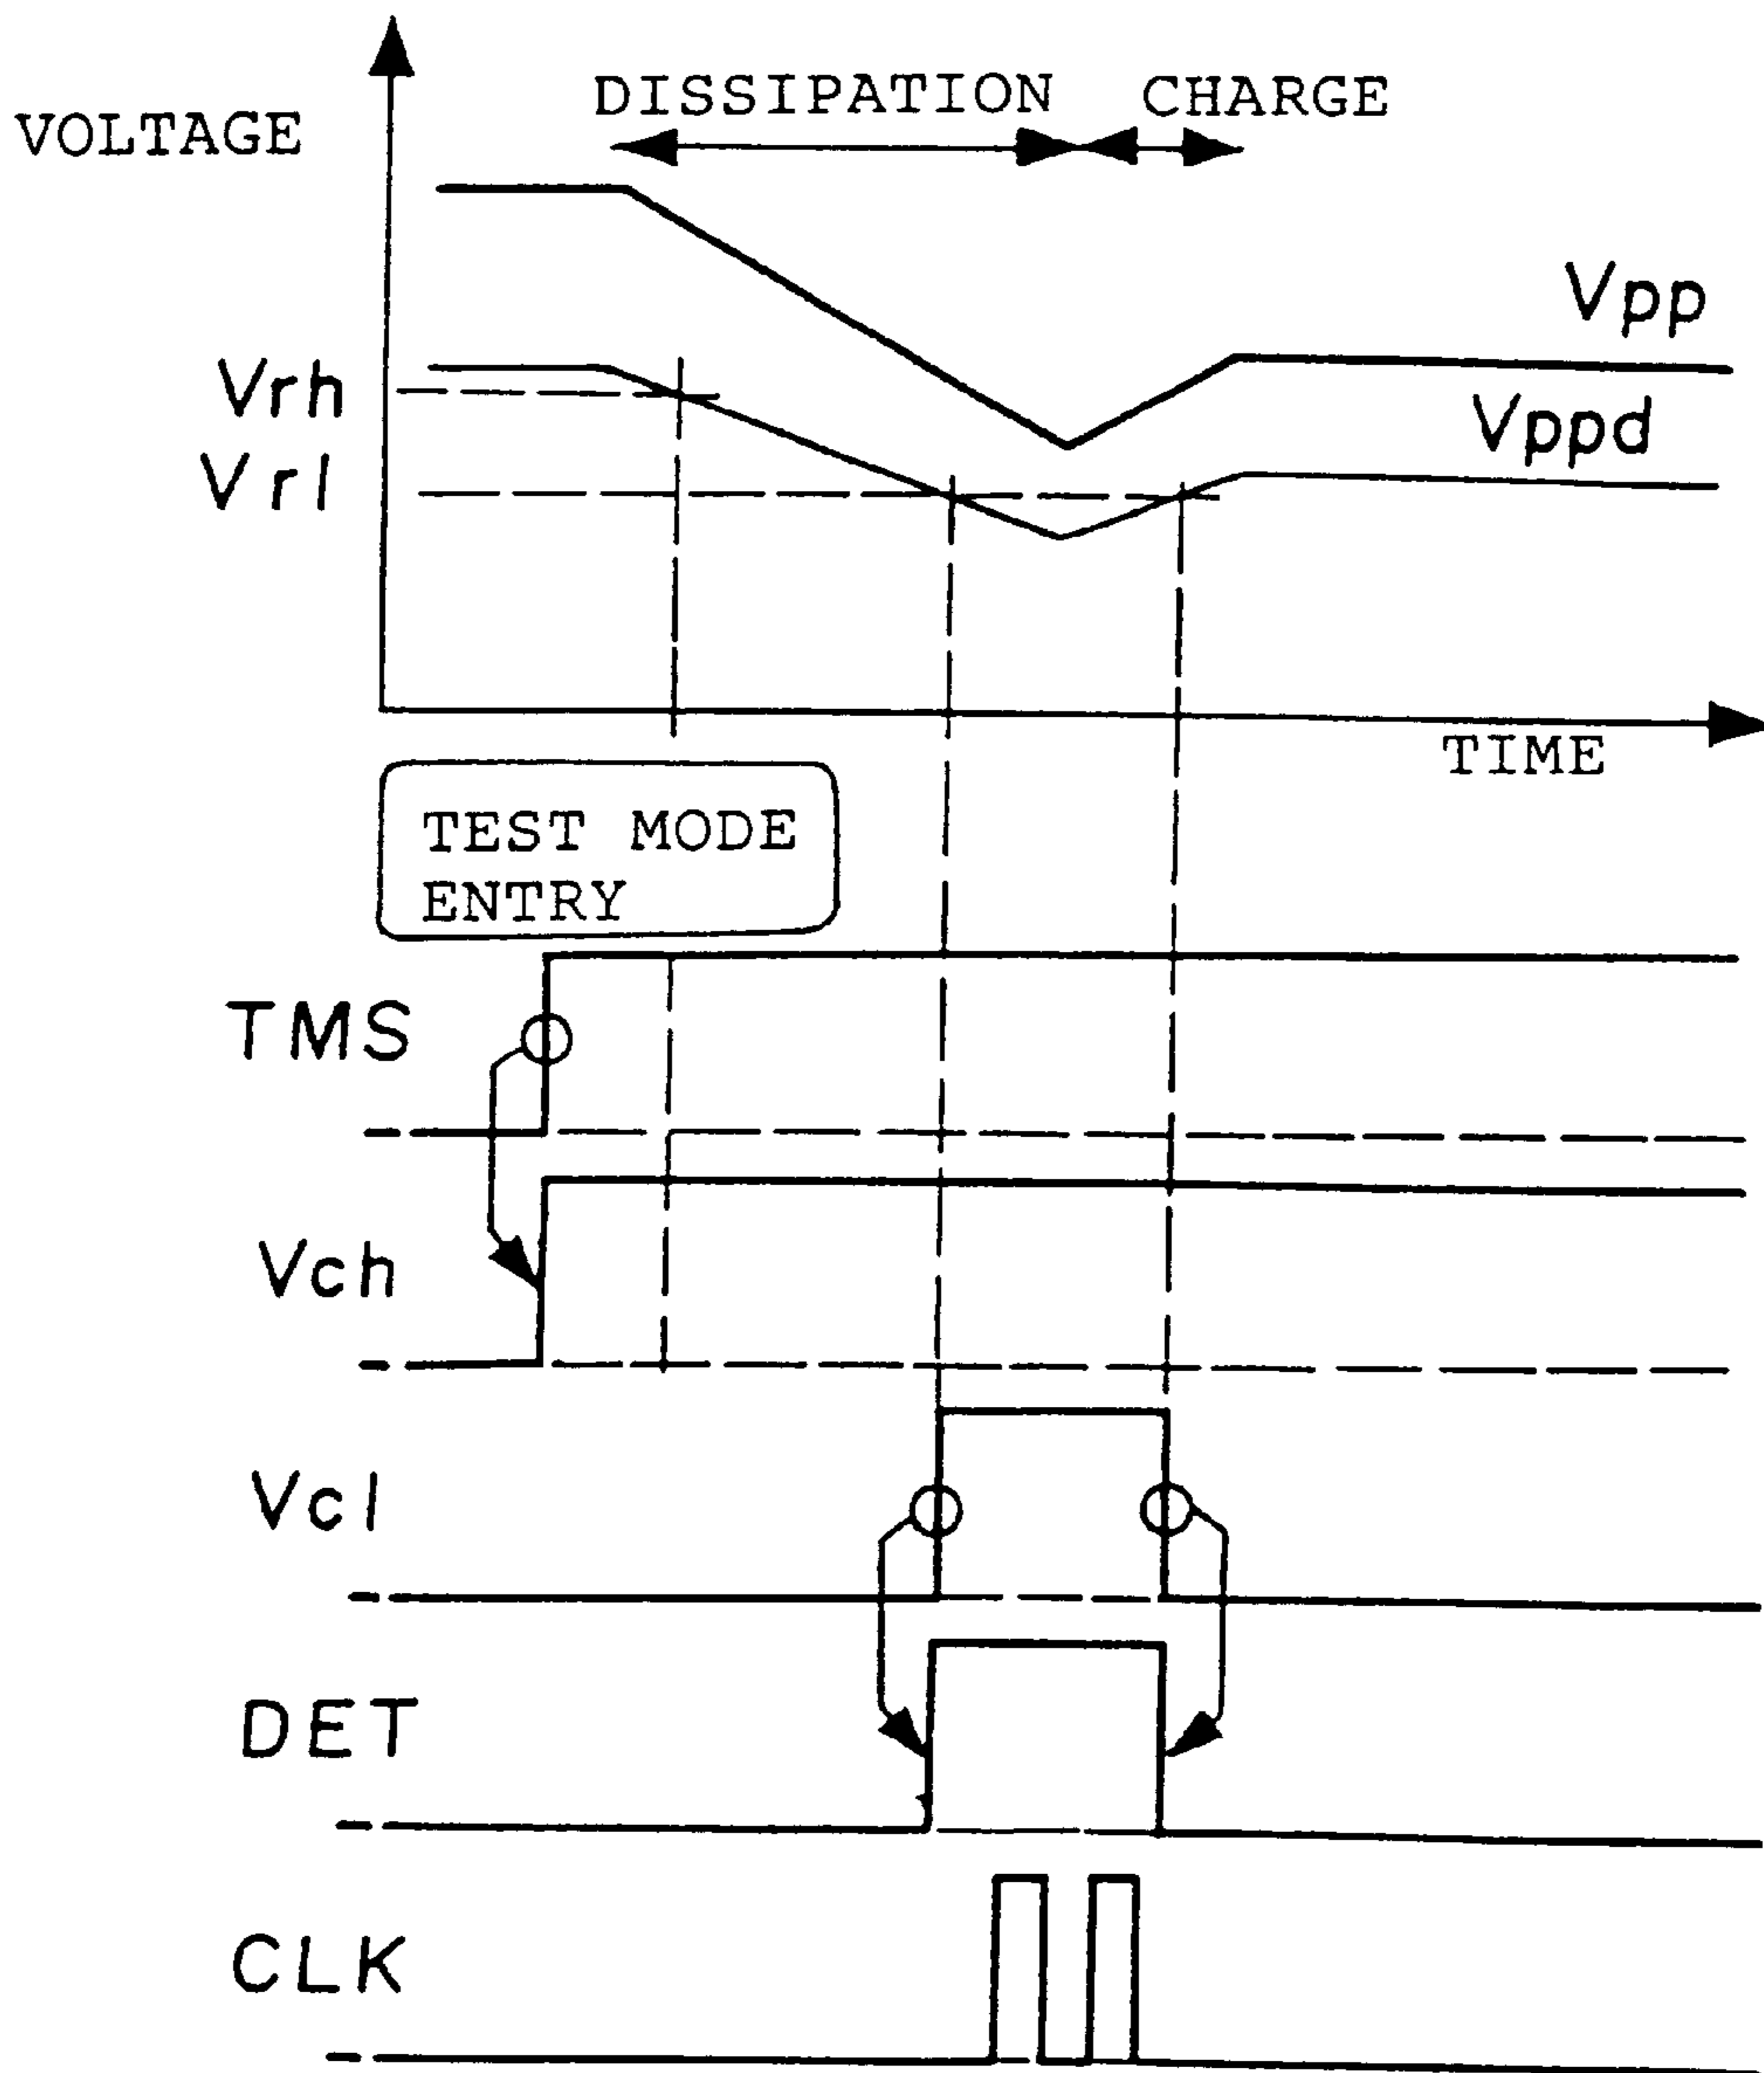 DISSIPATION CHARGE
VOLTAGE
Vpp
Vrh
Vppd
Vrl
TIME
TEST MODE
ENTRY
TMS
Vch
Vcl
DET
CLK